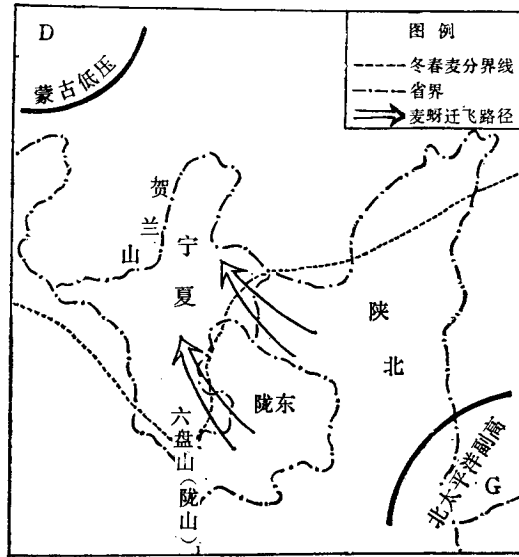 D
蒙古低压
图例
冬春麦分界线
省界
麦蚜迁飞路径
贺兰山
宁夏
陕北
陇东
六盘山(陇山)
北太平洋副高
G